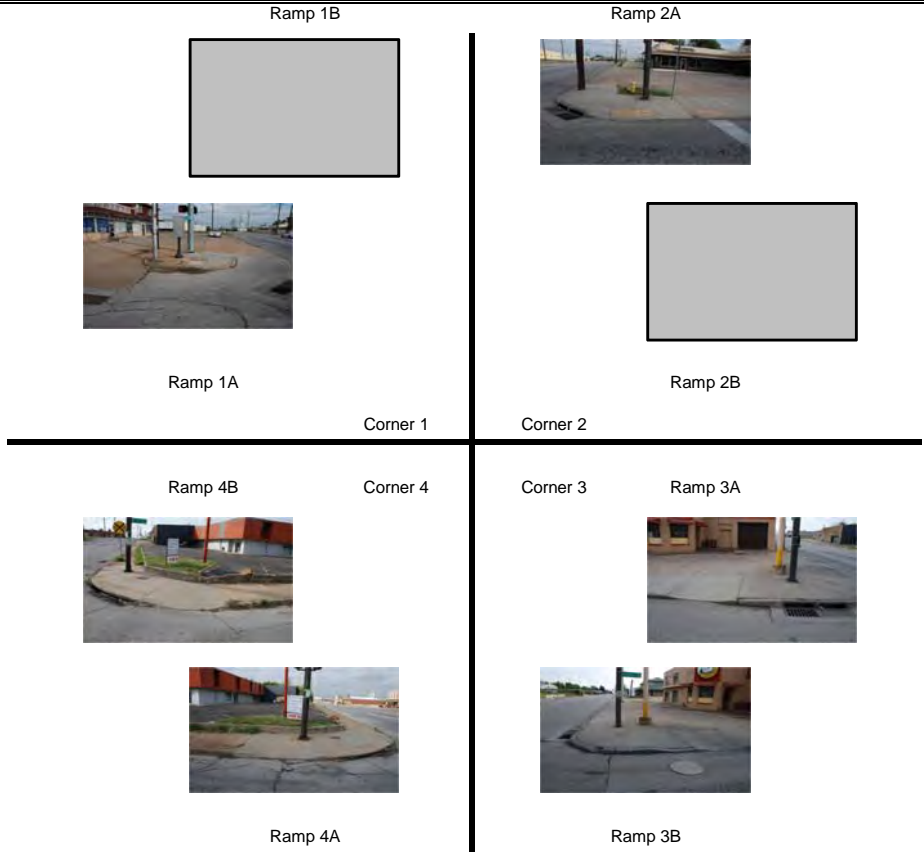 Ramp 1B
Ramp 2A
Ramp 1A
Ramp 2B
Corner 1
Corner 2
Ramp 4B
Corner 4
Corner 3
Ramp 3A
Ramp 4A
Ramp 3B